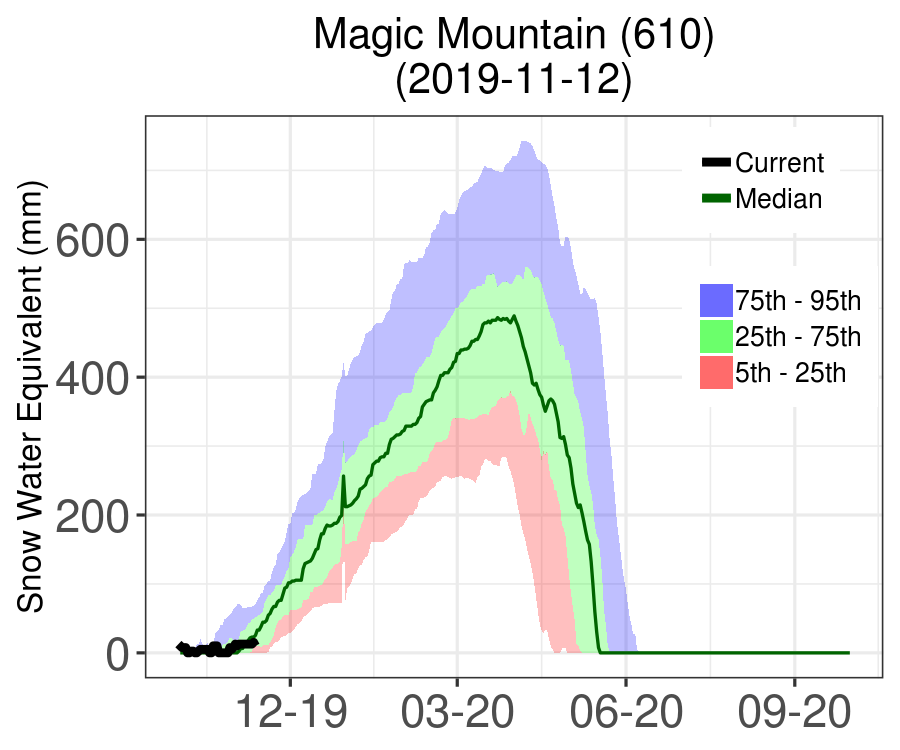 Magic Mountain (610)
(2019-11-12)
Snow Water Equivalent (mm)
600
400
200
0
12-19
03-20
06-20
09-20
Current
Median
75th - 95th
25th - 75th
5th - 25th